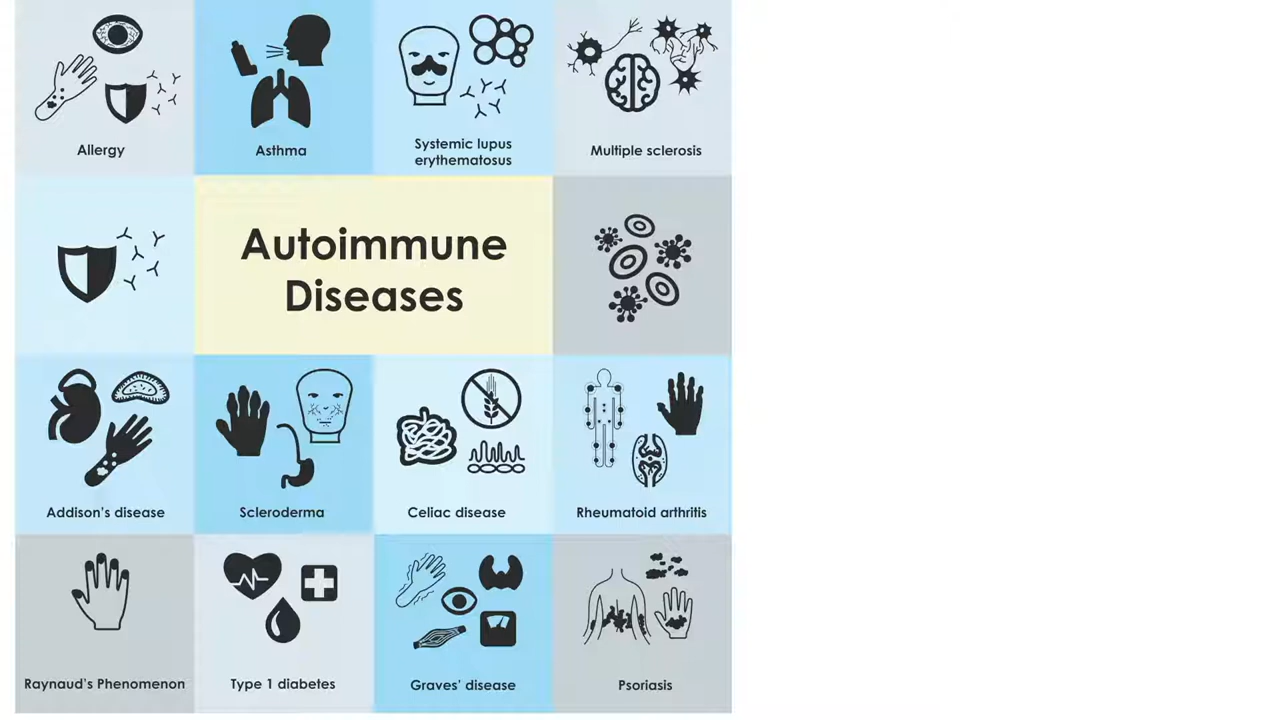 Allergy
Asthma
Systemic lupus
erythematosus
Multiple sclerosis
Autoimmune
Diseases
Addison's disease
Scleroderma
Celiac disease
Rheumatoid arthritis
Raynaud's Phenomenon
Type 1 diabetes
Graves' disease
Psoriasis